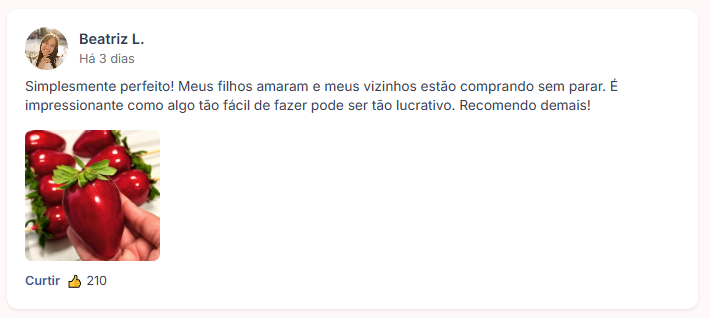 Beatriz L.
Há 3 dias
Simplesmente perfeito! Meus filhos amaram e meus vizinhos estão comprando sem parar. É
impressionante como algo tão fácil de fazer pode ser tão lucrativo. Recomendo demais!
Curtir 👍 210